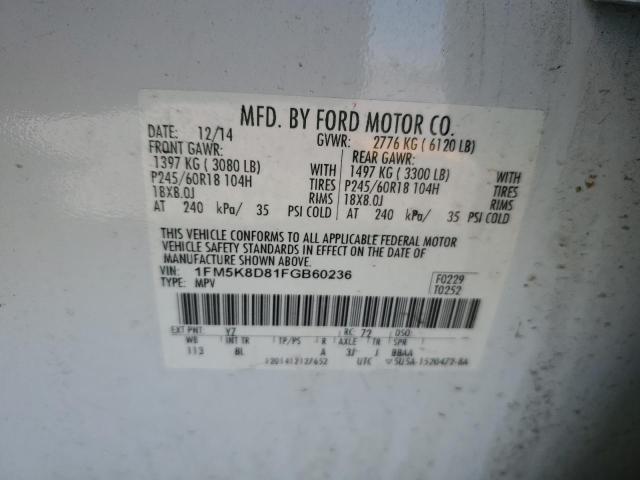 MFD. BY FORD MOTOR CO.
DATE: 12/14 GVWR: 2776 KG ( 6120 LB)
FRONT GAWR: REAR GAWR:
1397 KG ( 3080 LB) WITH 1497 KG ( 3300 LB) WITH
P245/60R18 104H TIRES P245/60R18 104H TIRES
18X8.0J RIMS 18X8.0J RIMS
AT 240 kPa/ 35 PSI COLD AT 240 kPa/ 35 PSI COLD
THIS VEHICLE CONFORMS TO ALL APPLICABLE FEDERAL MOTOR
VEHICLE SAFETY STANDARDS IN EFFECT ON THE DATE OF
MANUFACTURE SHOWN ABOVE.
VIN: 1FM5K8D81FGB60236 F0229
TYPE: MPV T0252
EXT PNT YZ RC: 72 DSO:
WB INT TR TP/PS R AXLE TR SPR
113 8L A 3J J BBAA
UTC